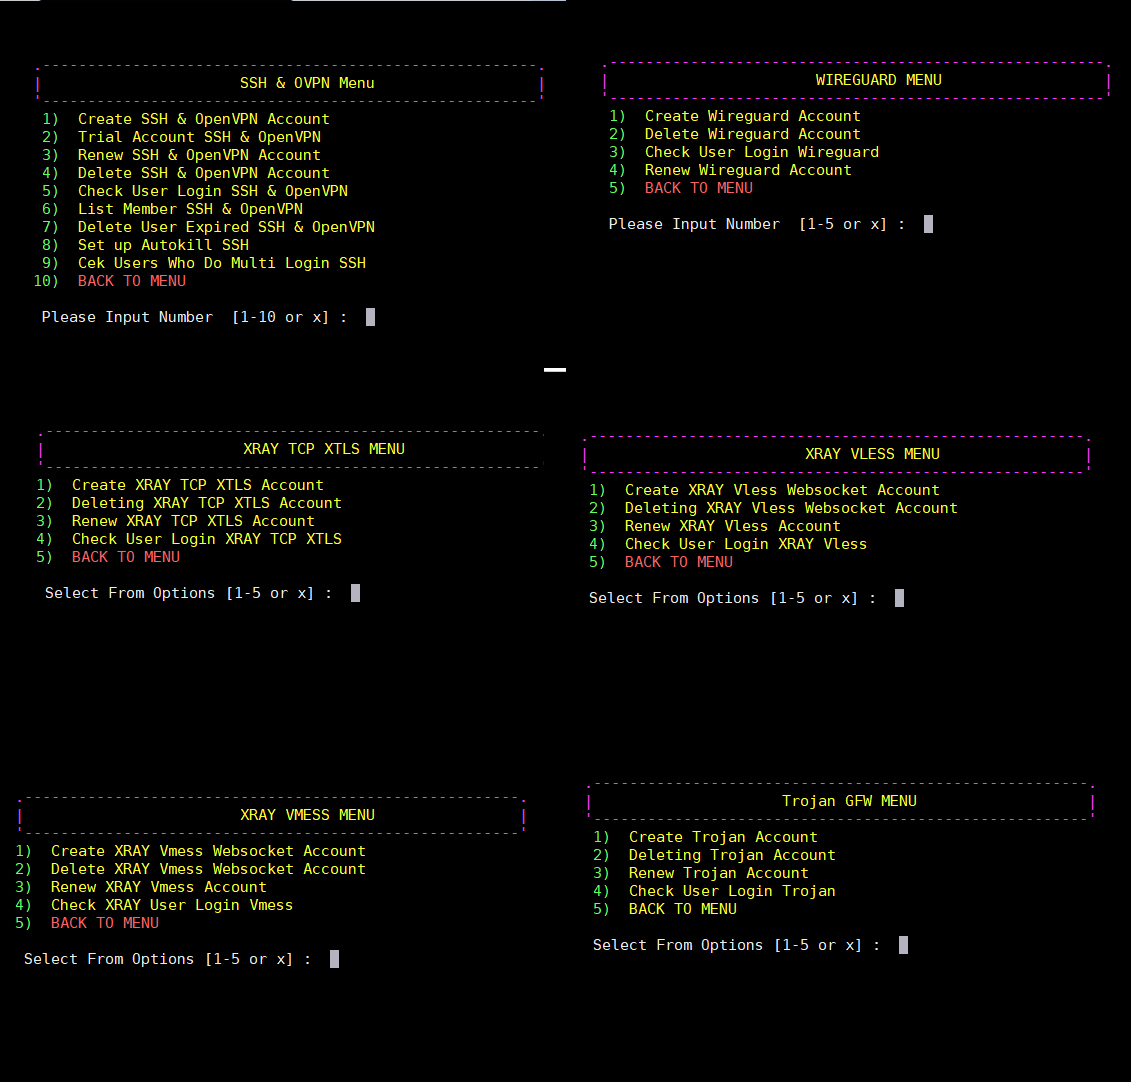 SSH & OVPN Menu
1) Create SSH & OpenVPN Account
2) Trial Account SSH & OpenVPN
3) Renew SSH & OpenVPN Account
4) Delete SSH & OpenVPN Account
5) Check User Login SSH & OpenVPN
6) List Member SSH & OpenVPN
7) Delete User Expired SSH & OpenVPN
8) Set up Autokill SSH
9) Cek Users Who Do Multi Login SSH
10) BACK TO MENU
Please Input Number [1-10 or x] :
WIREGUARD MENU
1) Create Wireguard Account
2) Delete Wireguard Account
3) Check User Login Wireguard
4) Renew Wireguard Account
5) BACK TO MENU
Please Input Number [1-5 or x] :
XRAY TCP XTLS MENU
1) Create XRAY TCP XTLS Account
2) Deleting XRAY TCP XTLS Account
3) Renew XRAY TCP XTLS Account
4) Check User Login XRAY TCP XTLS
5) BACK TO MENU
Select From Options [1-5 or x] :
XRAY VLESS MENU
1) Create XRAY Vless Websocket Account
2) Deleting XRAY Vless Websocket Account
3) Renew XRAY Vless Account
4) Check User Login XRAY Vless
5) BACK TO MENU
Select From Options [1-5 or x] :
XRAY VMESS MENU
1) Create XRAY Vmess Websocket Account
2) Delete XRAY Vmess Websocket Account
3) Renew XRAY Vmess Account
4) Check XRAY User Login Vmess
5) BACK TO MENU
Select From Options [1-5 or x] :
Trojan GFW MENU
1) Create Trojan Account
2) Deleting Trojan Account
3) Renew Trojan Account
4) Check User Login Trojan
5) BACK TO MENU
Select From Options [1-5 or x] :